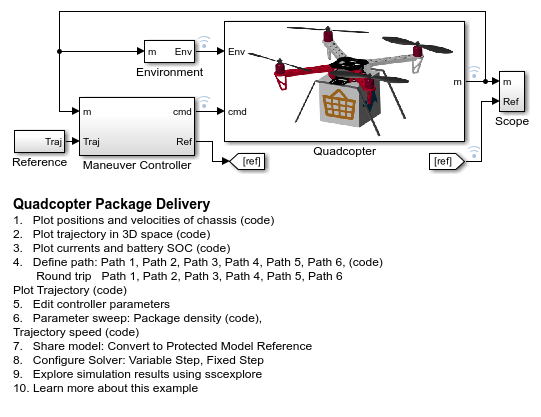 m
Env
Environment
Env
cmd
m
Quadcopter
m
Ref
Scope
m
cmd
Traj
Ref
Maneuver Controller
Traj
Reference
[ref]
[ref]
Quadcopter Package Delivery
1. Plot positions and velocities of chassis (code)
2. Plot trajectory in 3D space (code)
3. Plot currents and battery SOC (code)
4. Define path: Path 1, Path 2, Path 3, Path 4, Path 5, Path 6, (code)
Round trip Path 1, Path 2, Path 3, Path 4, Path 5, Path 6
Plot Trajectory (code)
5. Edit controller parameters
6. Parameter sweep: Package density (code),
Trajectory speed (code)
7. Share model: Convert to Protected Model Reference
8. Configure Solver: Variable Step, Fixed Step
9. Explore simulation results using sscexplore
10. Learn more about this example